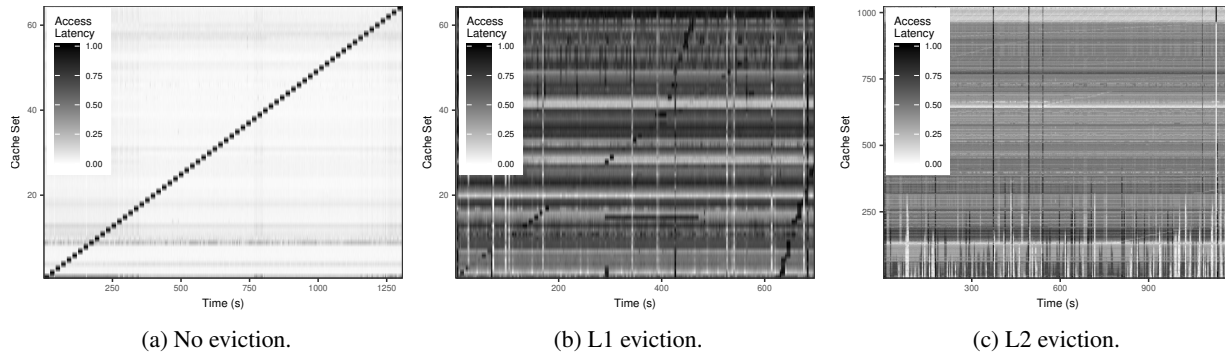 Access
Latency
1.00
0.75
0.50
0.25
0.00
60
40
20
Cache Set
250
500
750
1000
1250
Time (s)
(a) No eviction.
Access
Latency
1.00
0.75
0.50
0.25
0.00
60
40
20
Cache Set
200
400
600
Time (s)
(b) L1 eviction.
Access
Latency
1.00
0.75
0.50
0.25
0.00
1000
750
500
250
Cache Set
300
600
900
Time (s)
(c) L2 eviction.